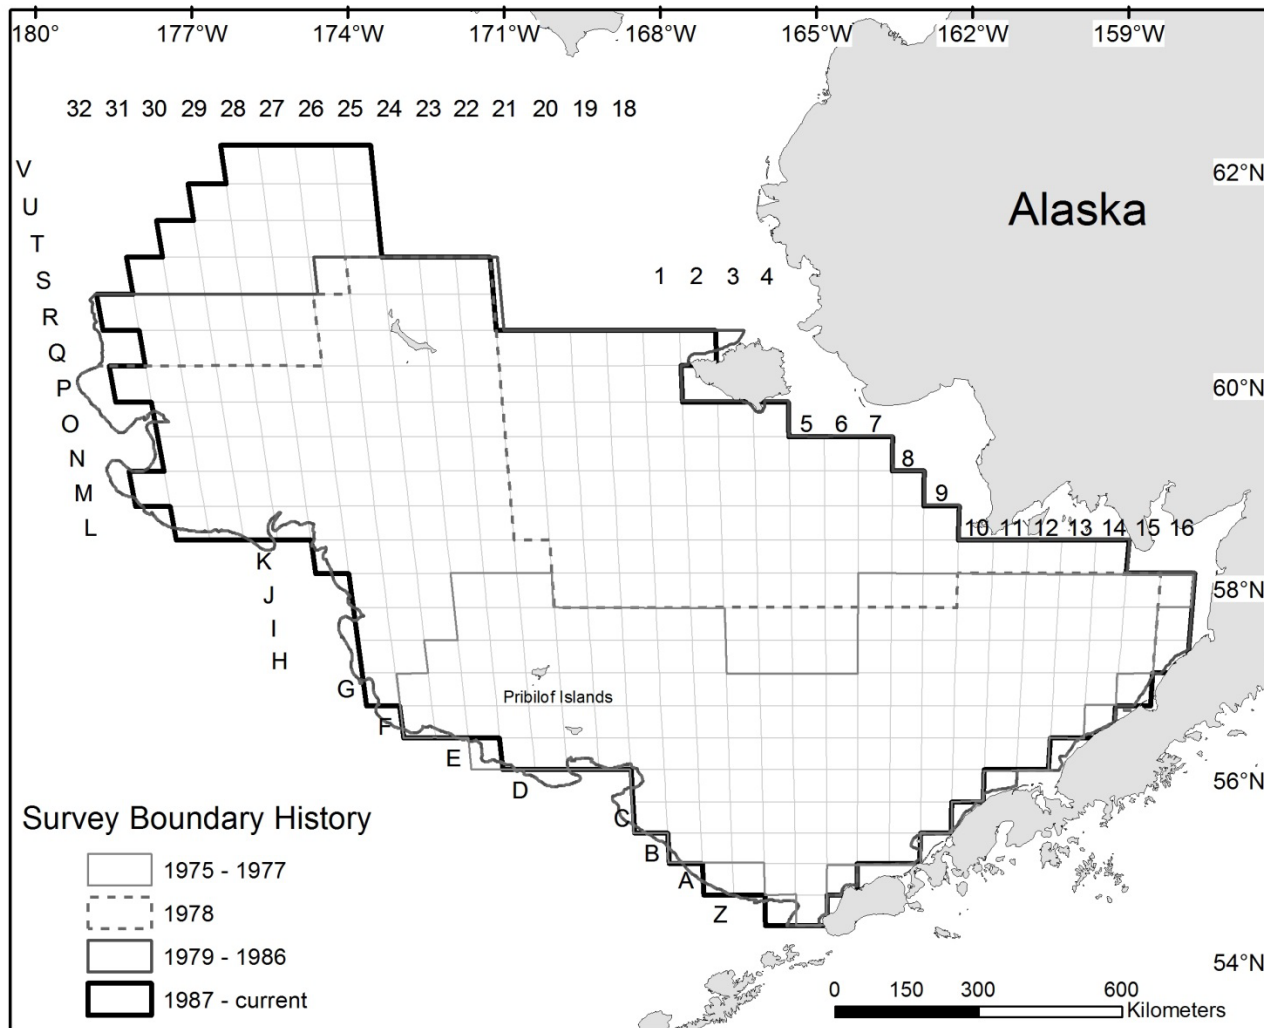 180° 177°W 174°W 171°W 168°W 165°W 162°W 159°W
32 31 30 29 28 27 26 25 24 23 22 21 20 19 18
V
62°N
U
Alaska
T
S
1 2 3 4
R
Q
P
60°N
O
5 6 7
N
8
M
9
L
10 11 12 13 14 15 16
K
58°N
J
I
H
G
Pribilof Islands
F
E
56°N
D
C
Survey Boundary History
B
1975 - 1977
A
1978
Z
1979 - 1986
54°N
1987 - current
0 150 300 600
Kilometers